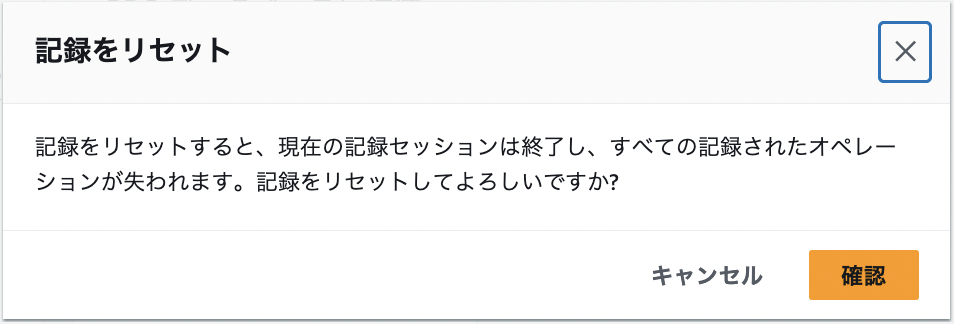 記録をリセット
記録をリセットすると、現在の記録セッションは終了し、すべての記録されたオペレー
ションが失われます。記録をリセットしてよろしいですか?
キャンセル 確認